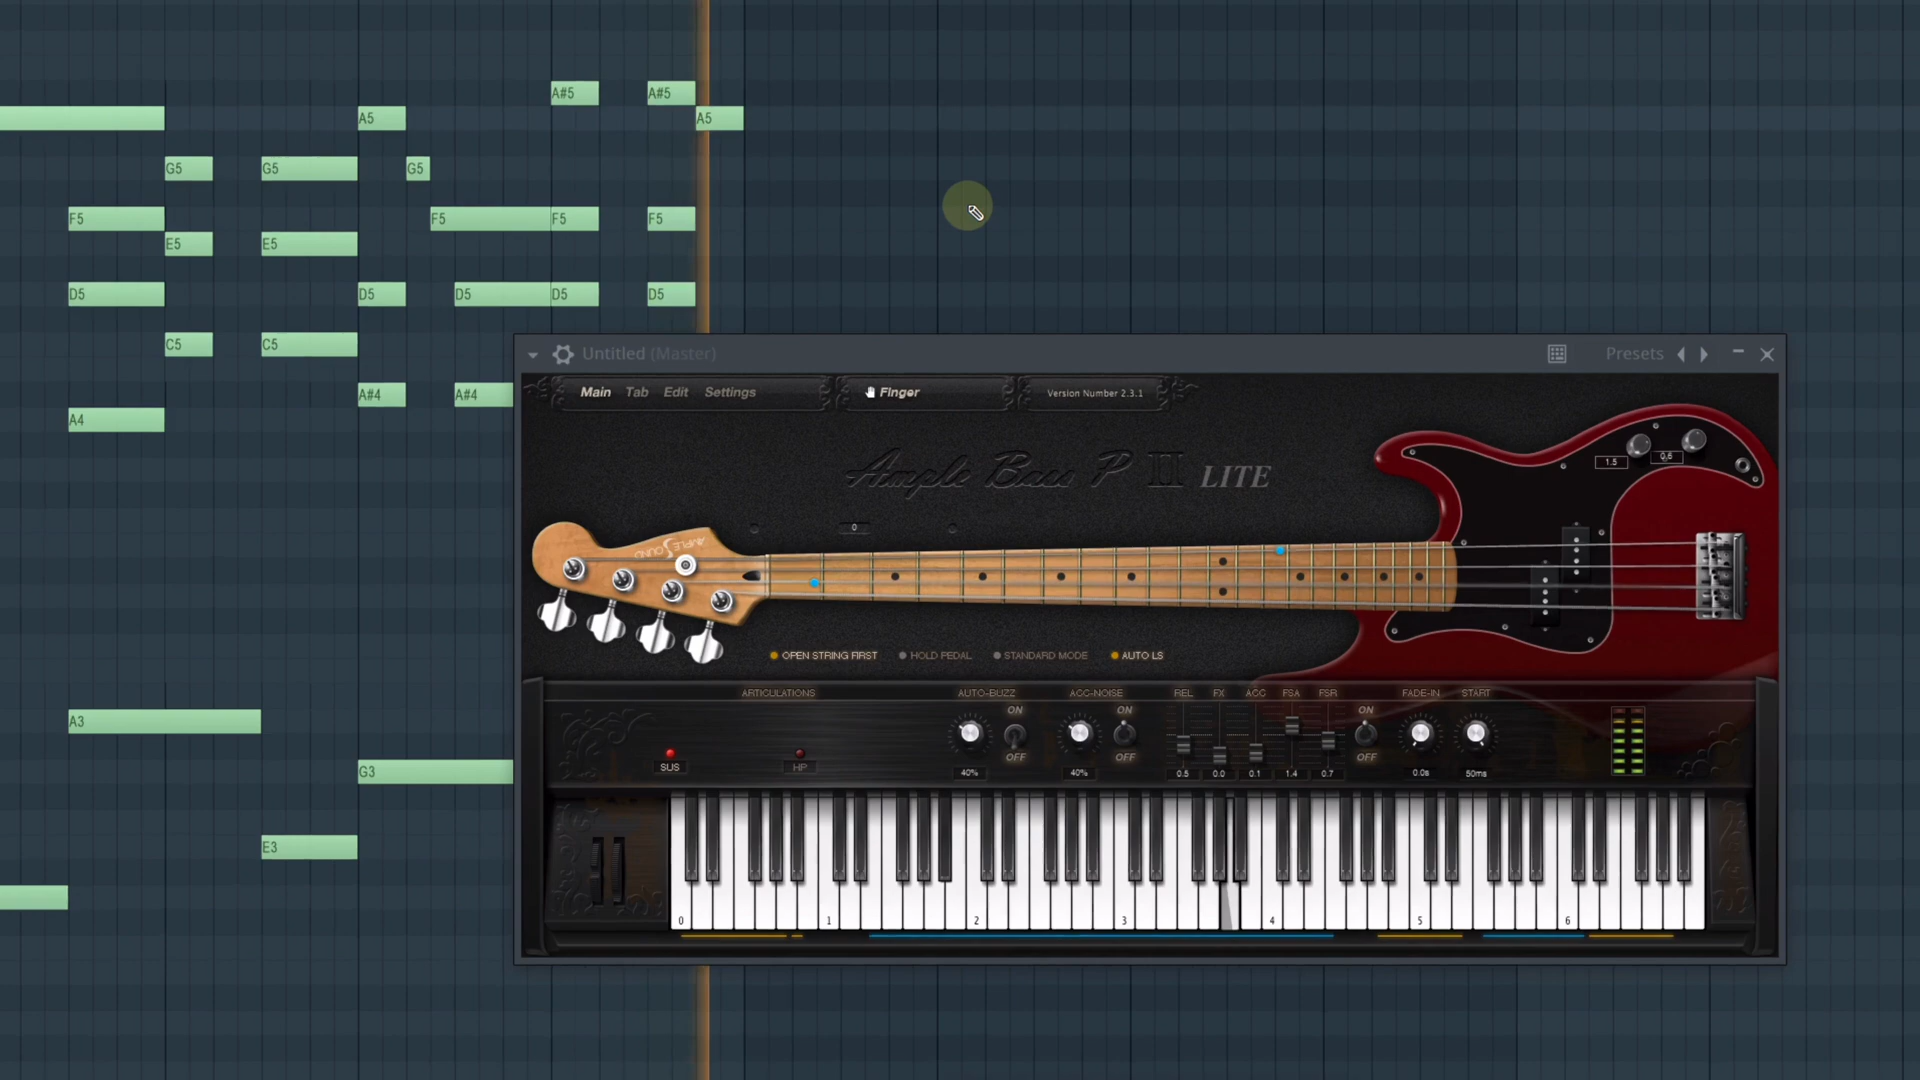 A#5 A#5
A5 A5
G5 G5 G5
F5 F5 F5 F5
E5 E5
D5 D5 D5 D5 D5
C5 C5
A#4 A#4
A4
A3
G3
E3
Untitled (Master) Presets
Main Tab Edit Settings Finger Version Number 2.3.1
1.5 0.6
Ample Bass P II LITE
0
AMPLE SOUND
OPEN STRING FIRST HOLD PEDAL STANDARD MODE AUTO LS
ARTICULATIONS AUTO-BUZZ ACC-NOISE REL FX ACC FSA FSR FADE-IN START
ON ON ON
OFF OFF OFF
SUS HP
40% 40% 0.5 0.0 0.1 1.4 0.7 0.0s 50ms
0 1 2 3 4 5 6